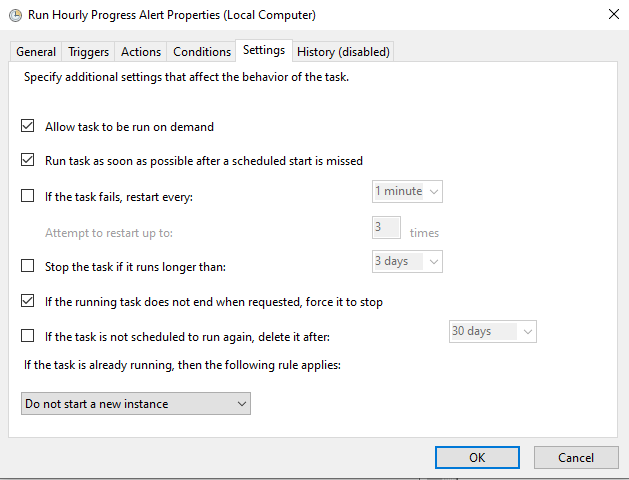 Run Hourly Progress Alert Properties (Local Computer)
General Triggers Actions Conditions Settings History (disabled)
Specify additional settings that affect the behavior of the task.
Allow task to be run on demand
Run task as soon as possible after a scheduled start is missed
If the task fails, restart every: 1 minute
Attempt to restart up to: 3 times
Stop the task if it runs longer than: 3 days
If the running task does not end when requested, force it to stop
If the task is not scheduled to run again, delete it after: 30 days
If the task is already running, then the following rule applies:
Do not start a new instance
OK Cancel